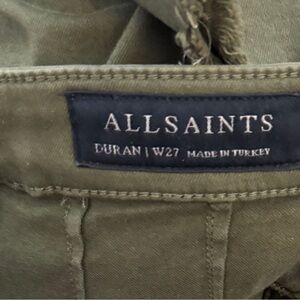 ALLSAINTS
DURAN | W27 MADE IN TURKEY